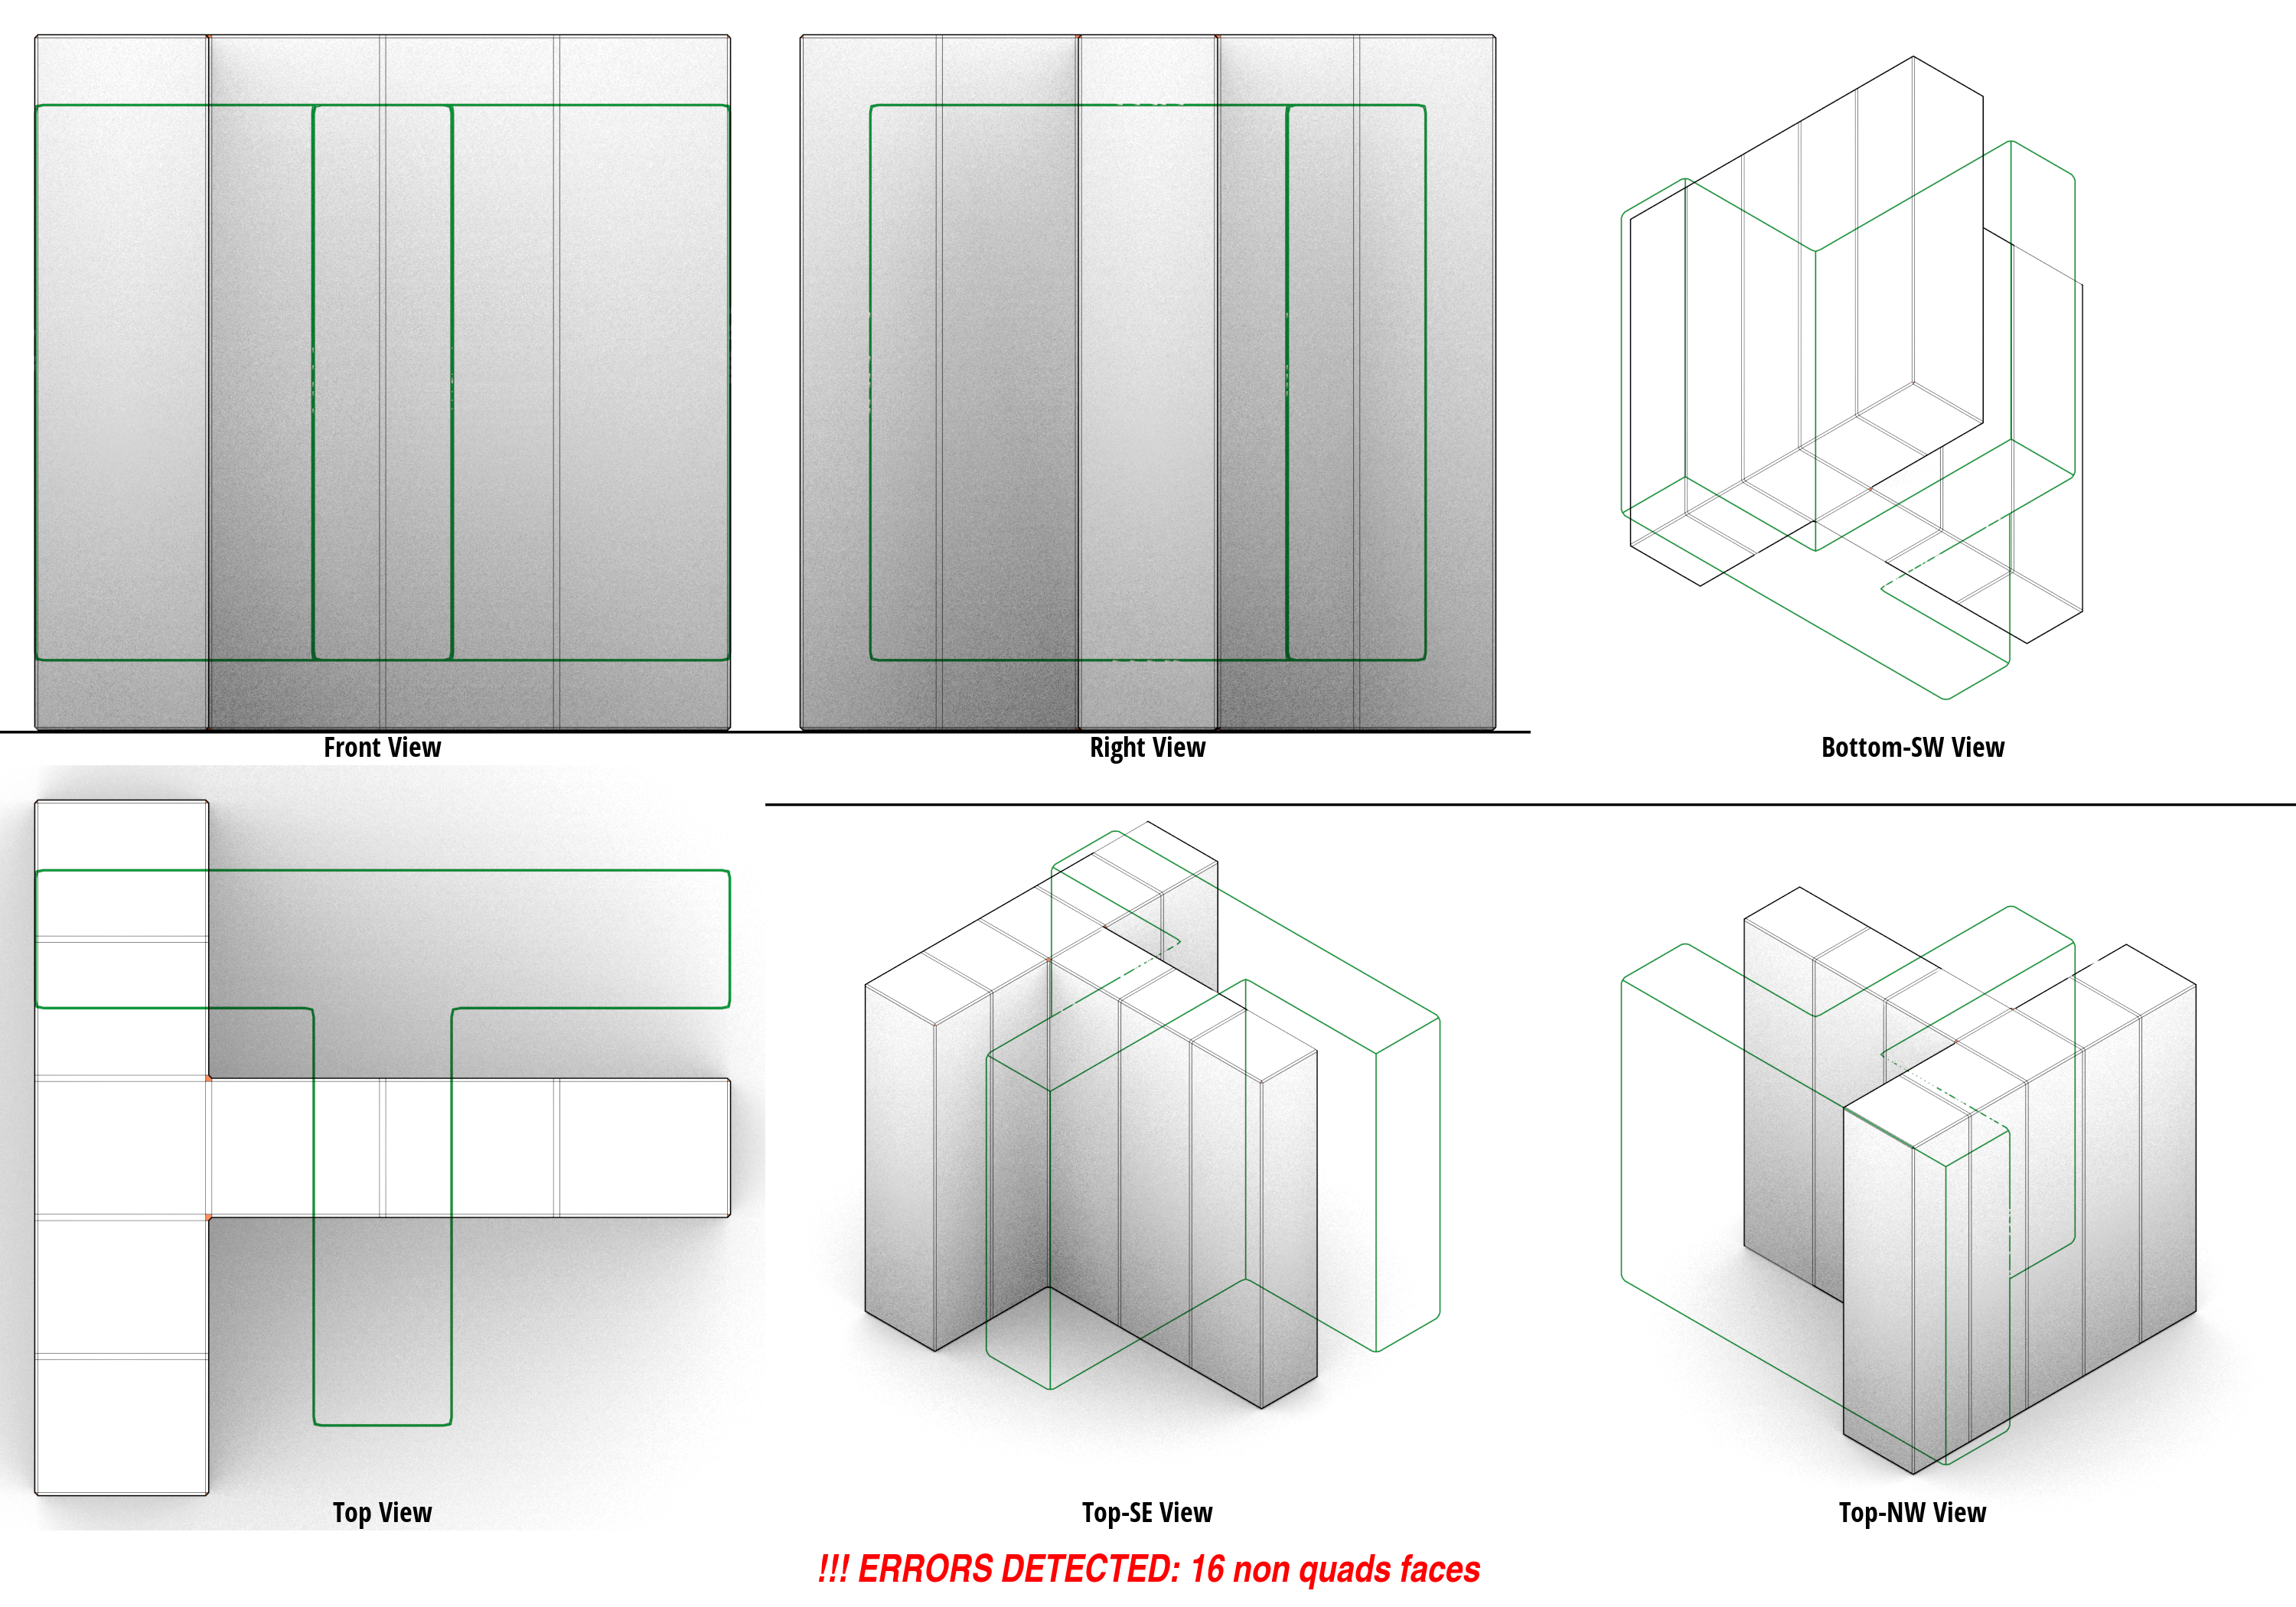 Front View
Right View
Bottom-SW View
Top View
Top-SE View
Top-NW View
!!! ERRORS DETECTED: 16 non quads faces